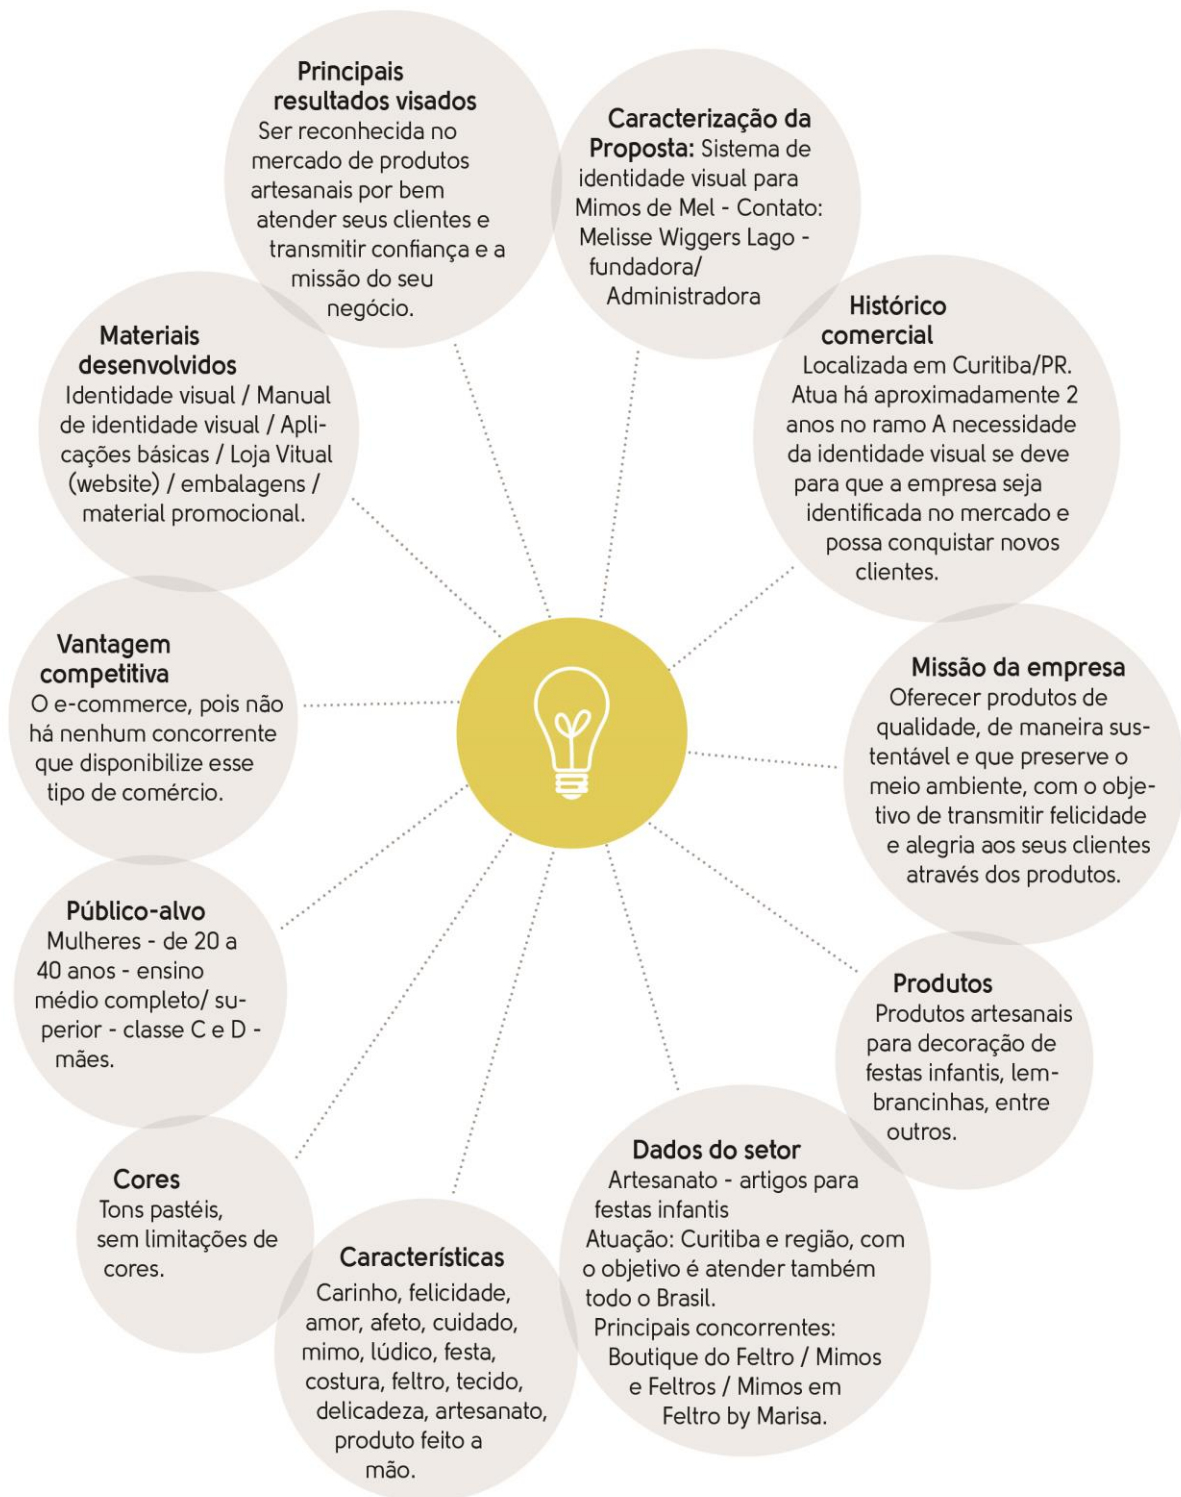 Principais
resultados visados
Ser reconhecida no
mercado de produtos
artesanais por bem
atender seus clientes e
transmitir confiança e a
missão do seu
negócio.
Caracterização da
Proposta: Sistema de
identidade visual para
Mimos de Mel - Contato:
Melisse Wiggers Lago -
fundadora/
Administradora
Histórico
comercial
Localizada em Curitiba/PR.
Atua há aproximadamente 2
anos no ramo A necessidade
da identidade visual se deve
para que a empresa seja
identificada no mercado e
possa conquistar novos
clientes.
Missão da empresa
Oferecer produtos de
qualidade, de maneira sus-
tentável e que preserve o
meio ambiente, com o obje-
tivo de transmitir felicidade
e alegria aos seus clientes
através dos produtos.
Produtos
Produtos artesanais
para decoração de
festas infantis, lem-
brancinhas, entre
outros.
Dados do setor
Artesanato - artigos para
festas infantis
Atuação: Curitiba e região, com
o objetivo é atender também
todo o Brasil.
Principais concorrentes:
Boutique do Feltro / Mimos
e Feltros / Mimos em
Feltro by Marisa.
Características
Carinho, felicidade,
amor, afeto, cuidado,
mimo, lúdico, festa,
costura, feltro, tecido,
delicadeza, artesanato,
produto feito a
mão.
Cores
Tons pastéis,
sem limitações de
cores.
Público-alvo
Mulheres - de 20 a
40 anos - ensino
médio completo/ su-
perior - classe C e D -
mães.
Vantagem
competitiva
O e-commerce, pois não
há nenhum concorrente
que disponibilize esse
tipo de comércio.
Materiais
desenvolvidos
Identidade visual / Manual
de identidade visual / Apli-
cações básicas / Loja Vitual
(website) / embalagens /
material promocional.